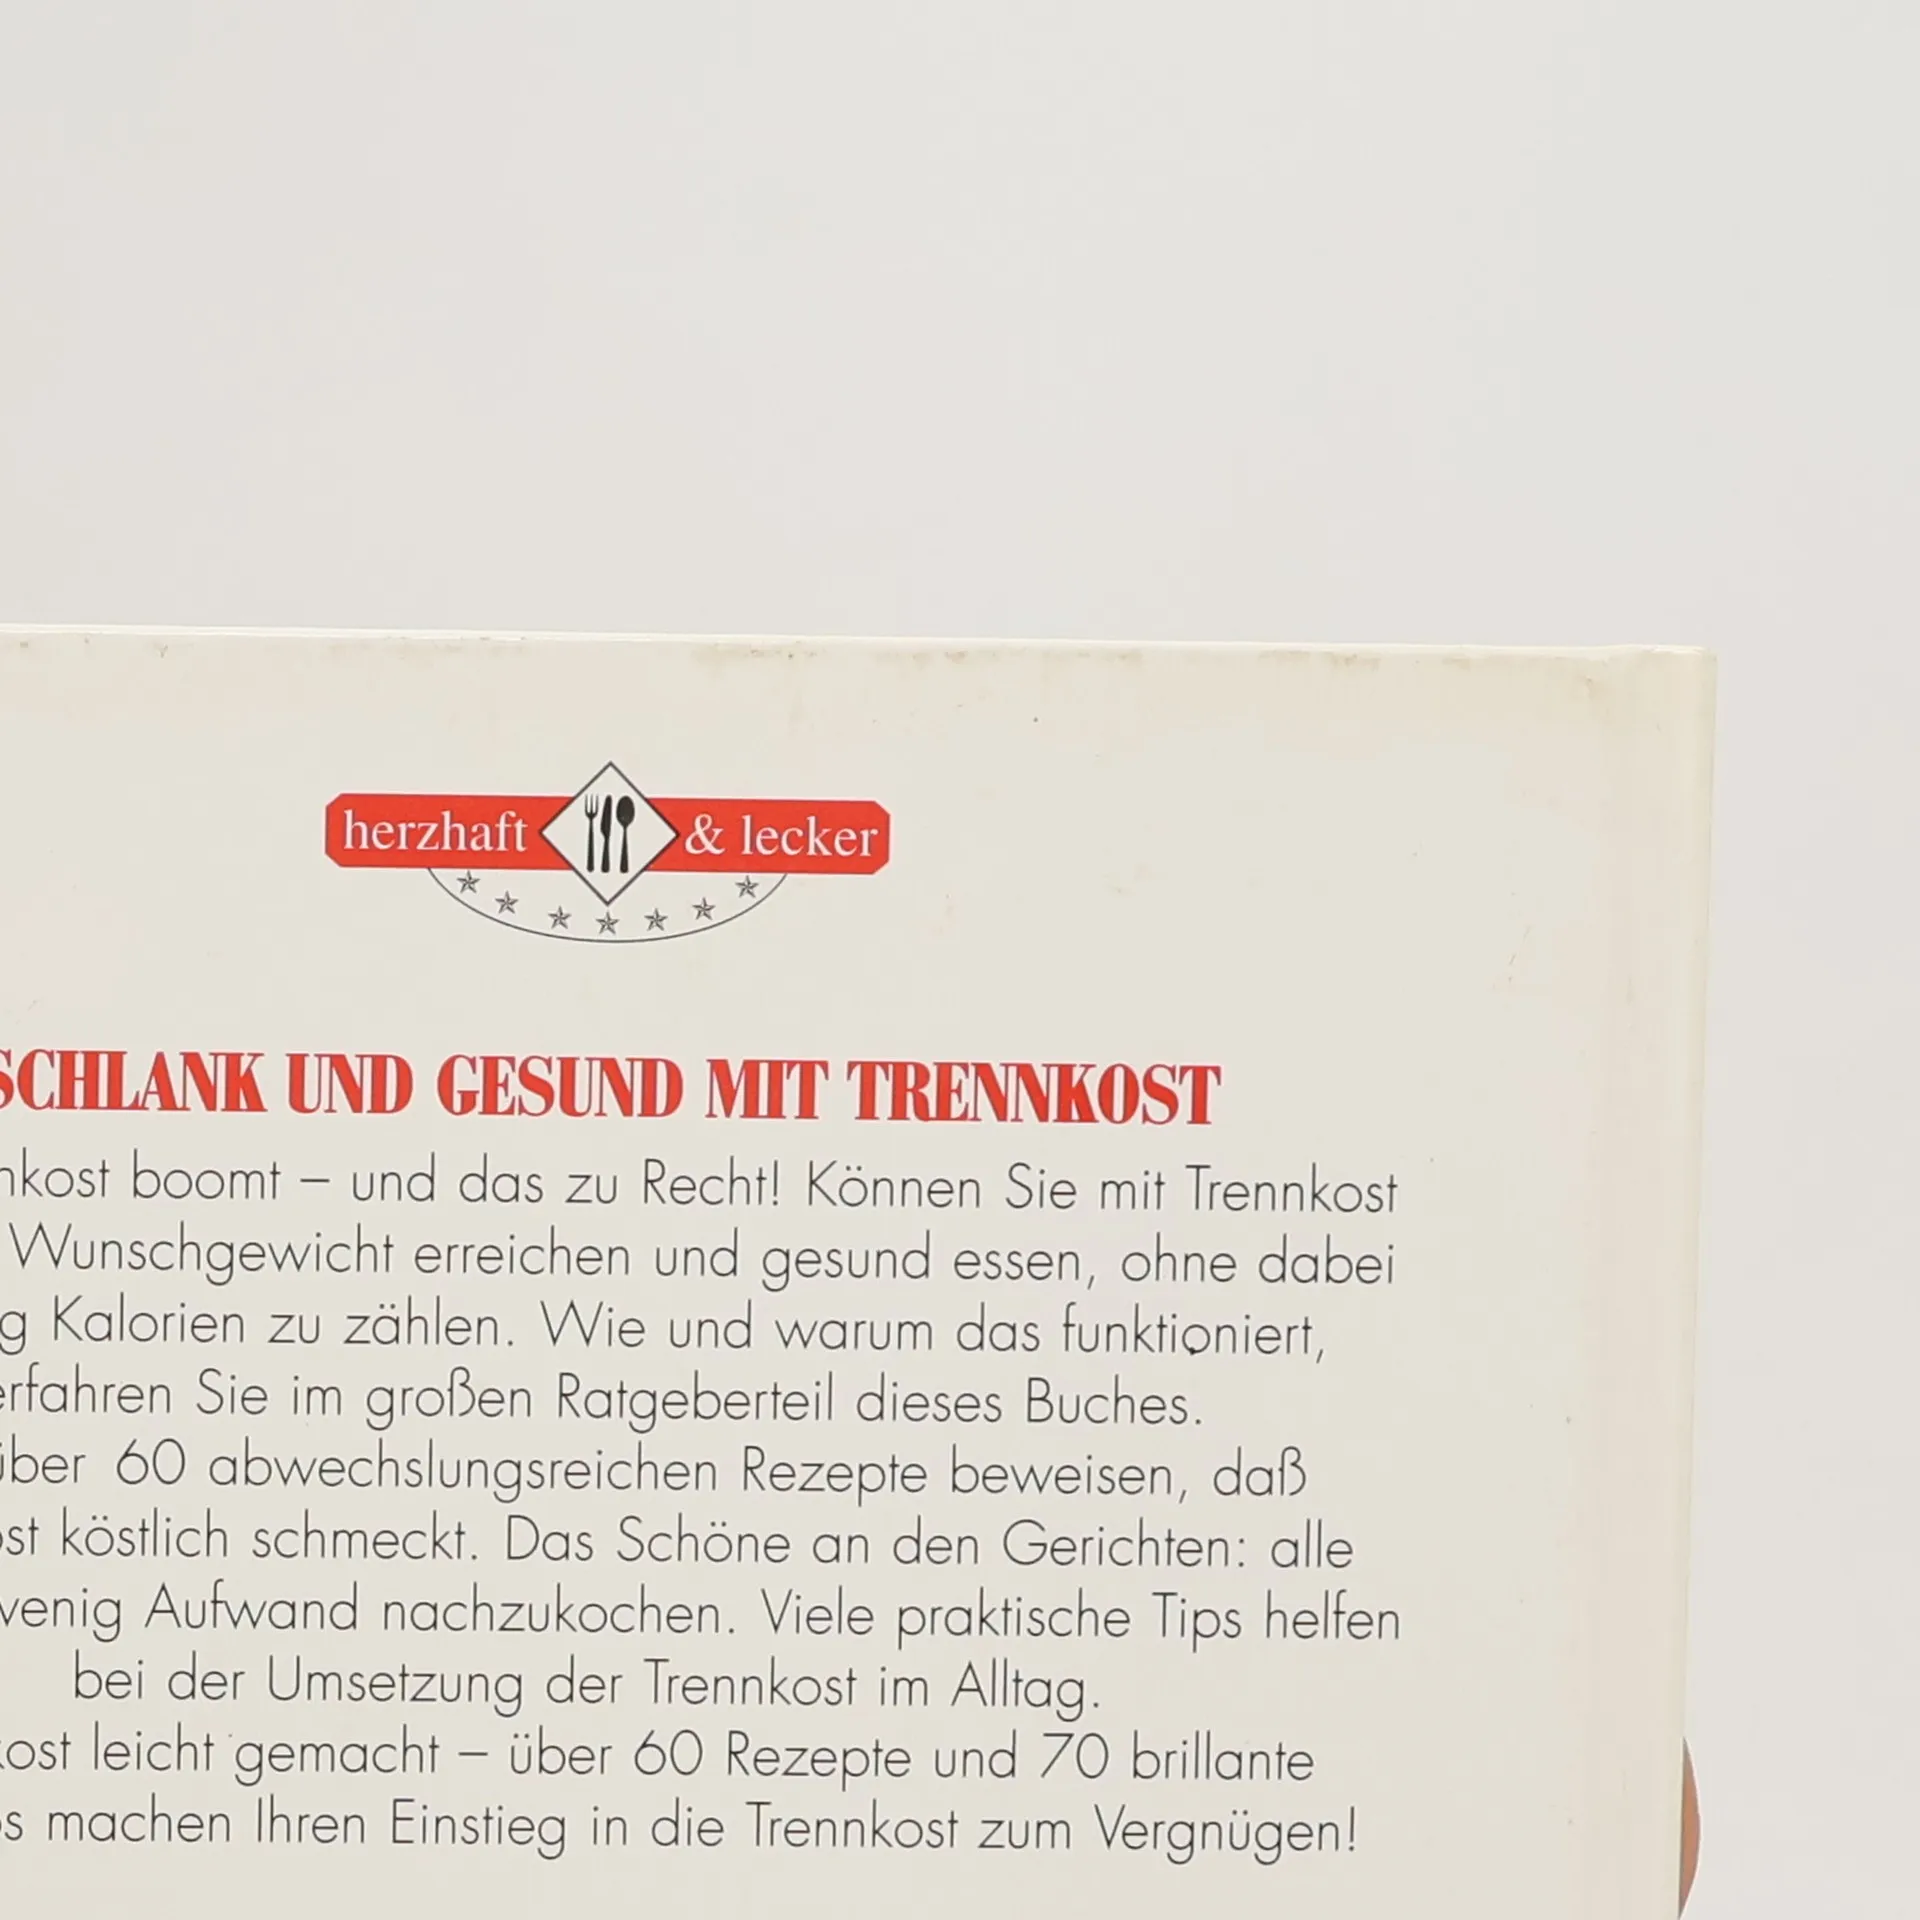 herzhaft & lecker
SCHLANK UND GESUND MIT TRENNKOST
nkost boomt – und das zu Recht! Können Sie mit Trennkost
Wunschgewicht erreichen und gesund essen, ohne dabei
g Kalorien zu zählen. Wie und warum das funktioniert,
erfahren Sie im großen Ratgeberteil dieses Buches.
über 60 abwechslungsreichen Rezepte beweisen, daß
ost köstlich schmeckt. Das Schöne an den Gerichten: alle
wenig Aufwand nachzukochen. Viele praktische Tips helfen
bei der Umsetzung der Trennkost im Alltag.
kost leicht gemacht – über 60 Rezepte und 70 brillante
os machen Ihren Einstieg in die Trennkost zum Vergnügen!